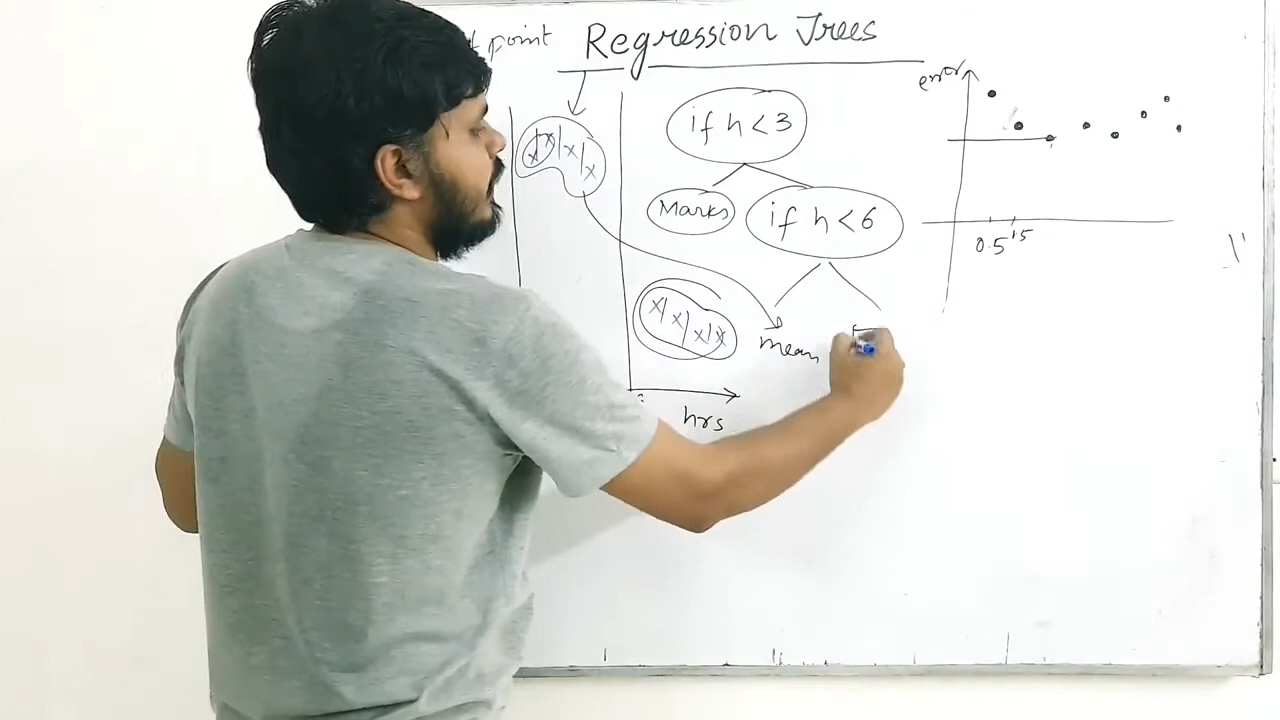 point Regression Trees
error
if h < 3
Marks
if h < 6
0.5 1.5
mean
hrs